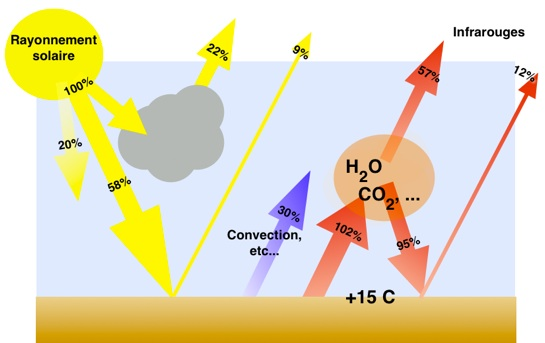 Rayonnement
solaire
Infrarouges
100%
22%
9%
57%
12%
20%
58%
H2O
CO2, ...
30%
Convection,
etc...
102%
95%
+15 C